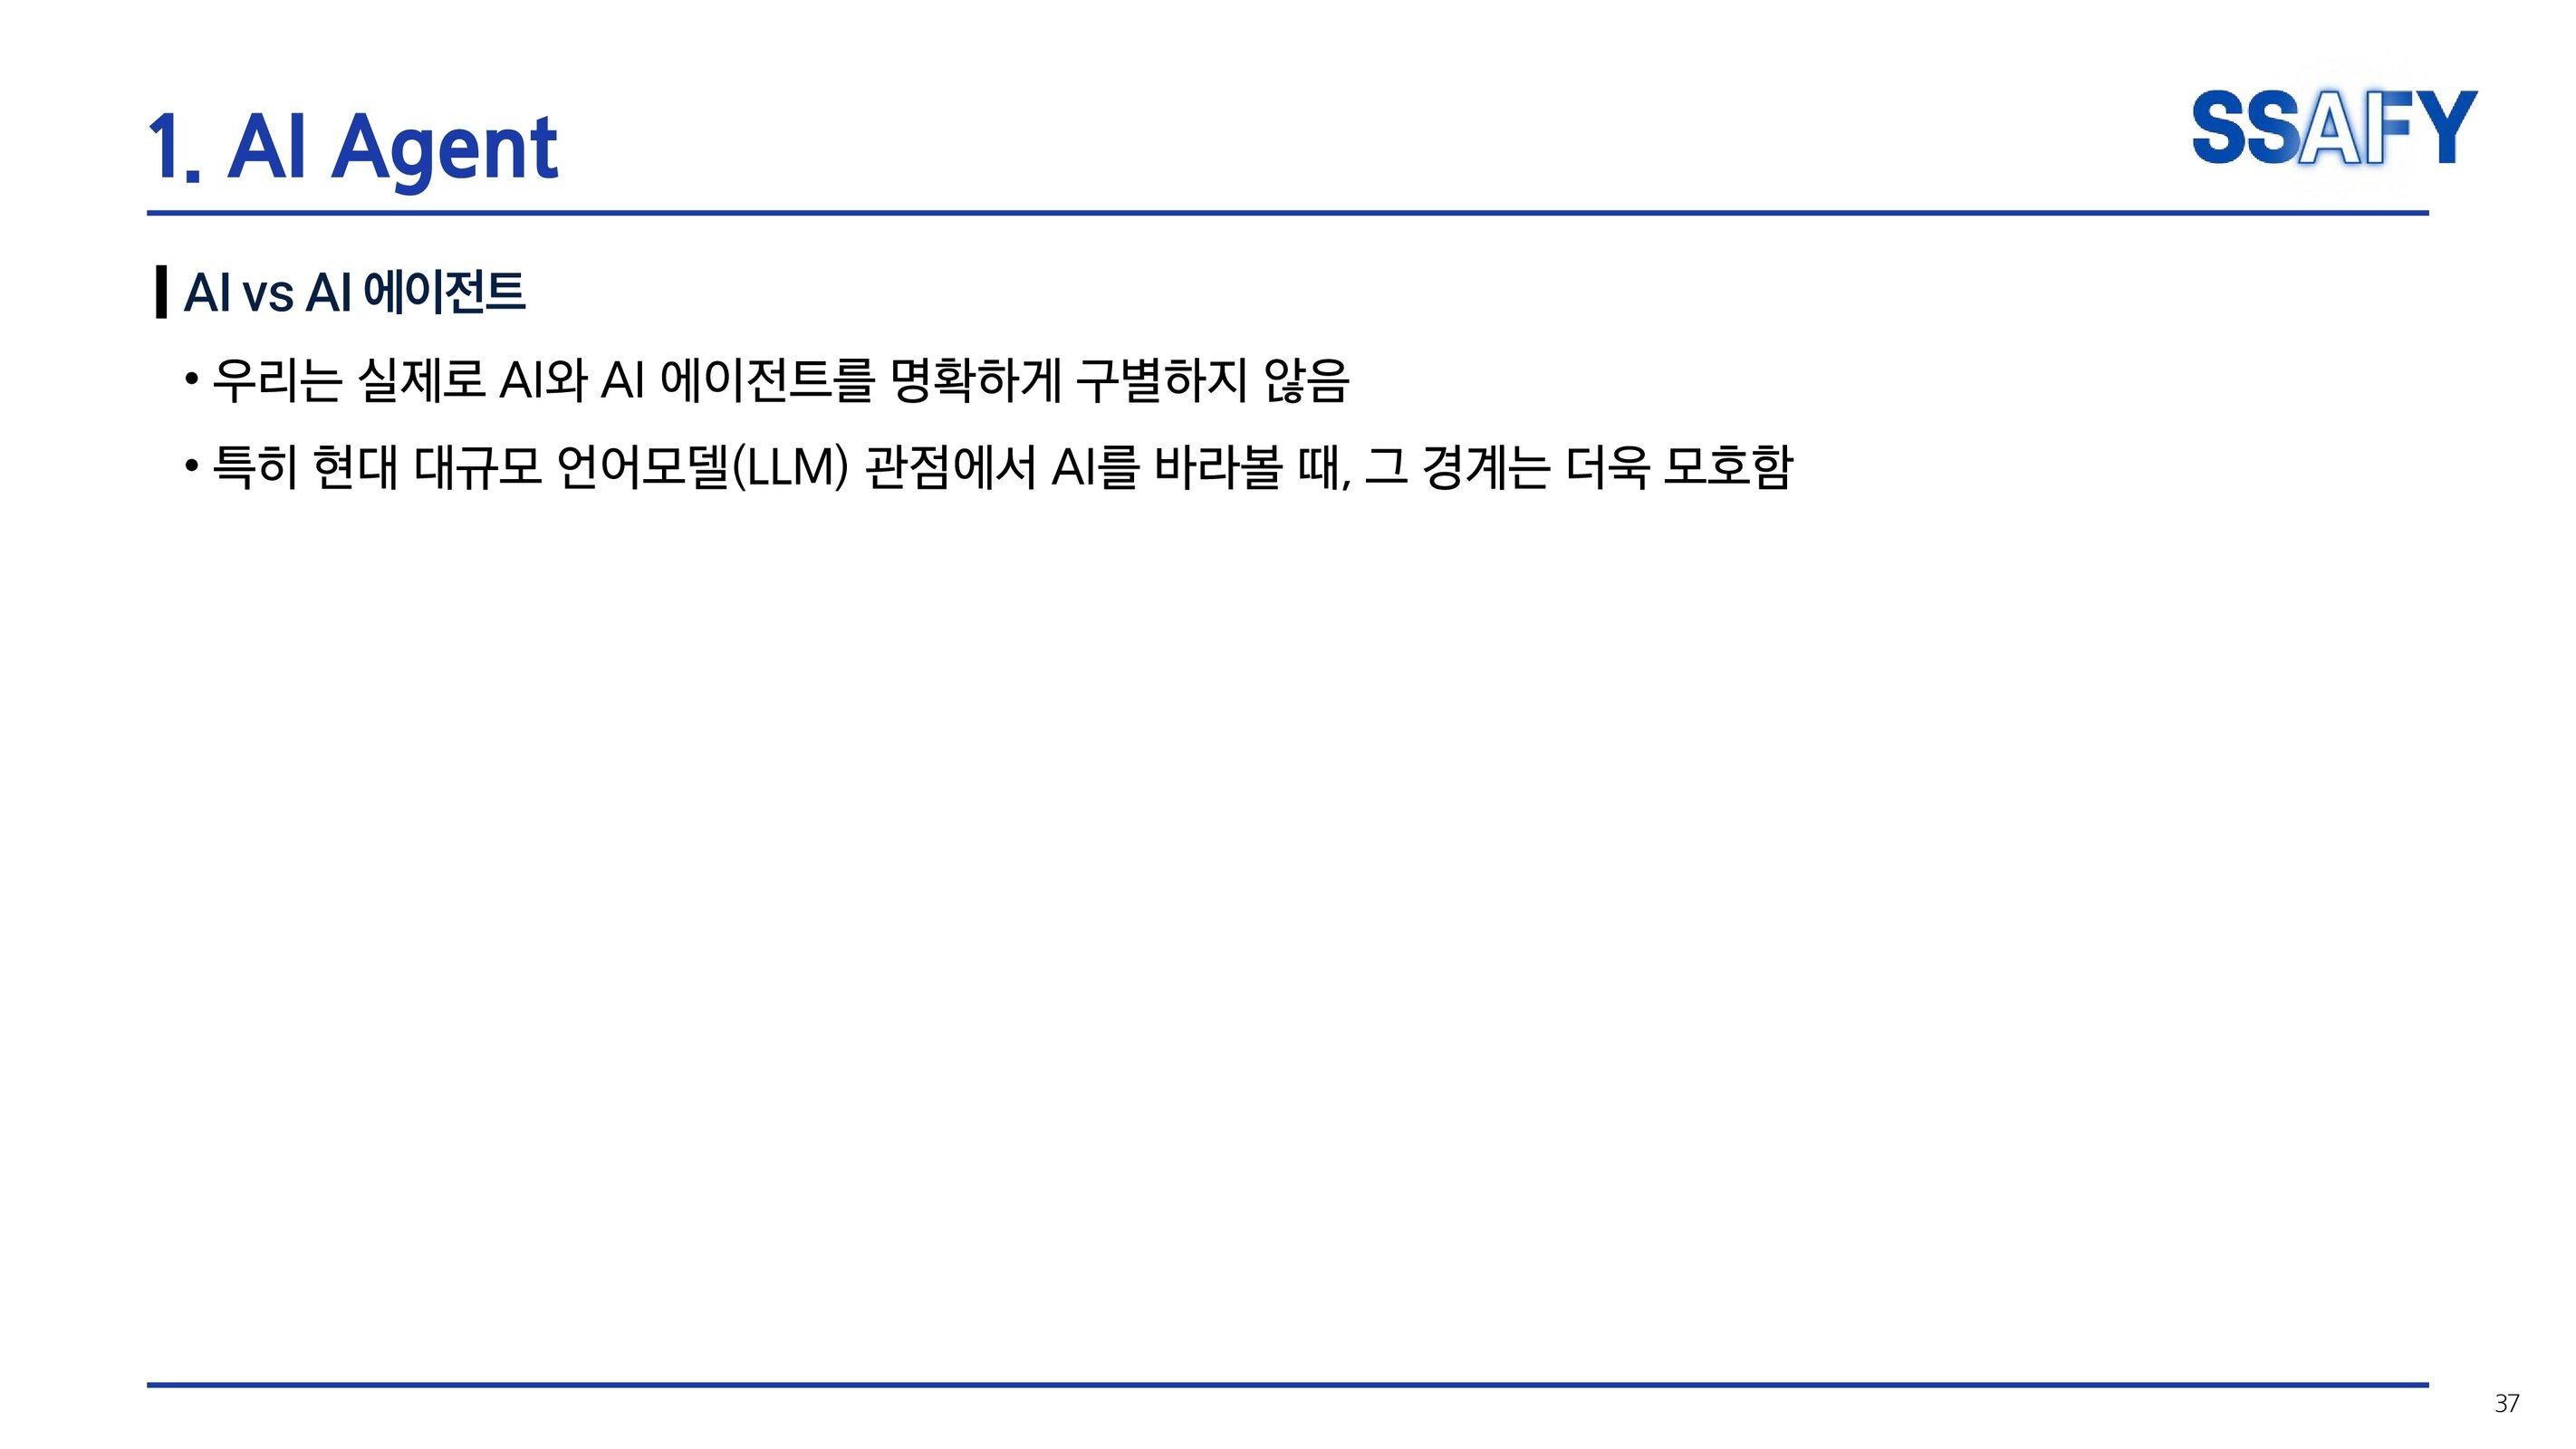 1. AI Agent
SSAFY
AI vs AI 에이전트
• 우리는 실제로 AI와 AI 에이전트를 명확하게 구별하지 않음
• 특히 현대 대규모 언어모델(LLM) 관점에서 AI를 바라볼 때, 그 경계는 더욱 모호함
37